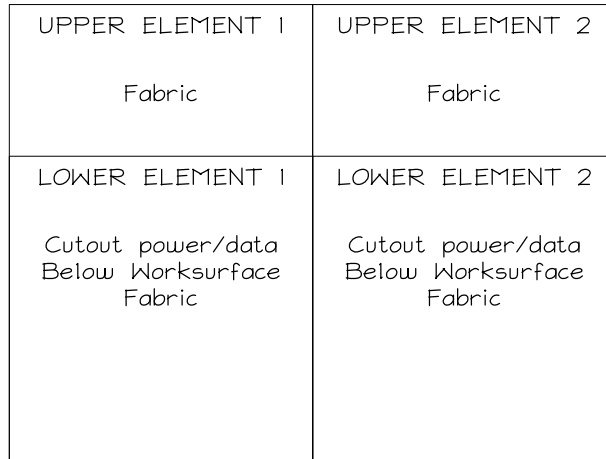 UPPER ELEMENT 1
Fabric
UPPER ELEMENT 2
Fabric
LOWER ELEMENT 1
Cutout power/data
Below Worksurface
Fabric
LOWER ELEMENT 2
Cutout power/data
Below Worksurface
Fabric